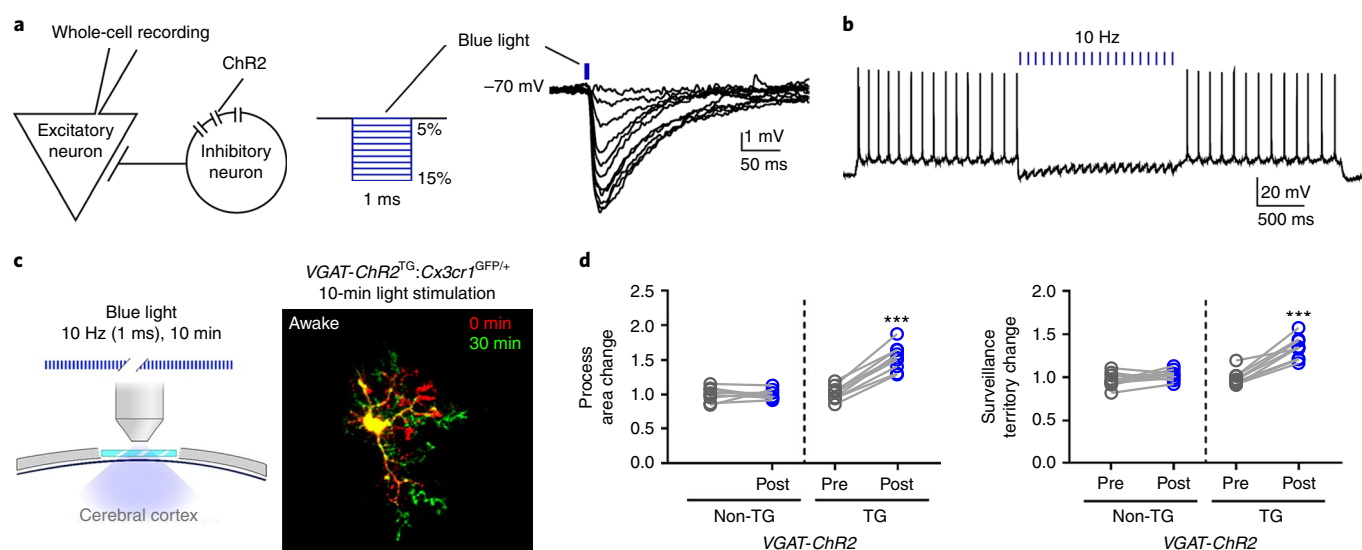 a
Whole-cell recording
ChR2
Excitatory
neuron
Inhibitory
neuron
Blue light
5%
15%
1 ms
–70 mV
1 mV
50 ms
b
10 Hz
20 mV
500 ms
c
Blue light
10 Hz (1 ms), 10 min
Cerebral cortex
VGAT-ChR2TG:Cx3cr1GFP/+
10-min light stimulation
Awake
0 min
30 min
d
Process
area change
2.5
2.0
1.5
1.0
0.5
0.0
***
Post
Pre
Post
Non-TG
TG
VGAT-ChR2
Surveillance
territory change
2.0
1.5
1.0
0.5
0.0
***
Pre
Post
Pre
Post
Non-TG
TG
VGAT-ChR2